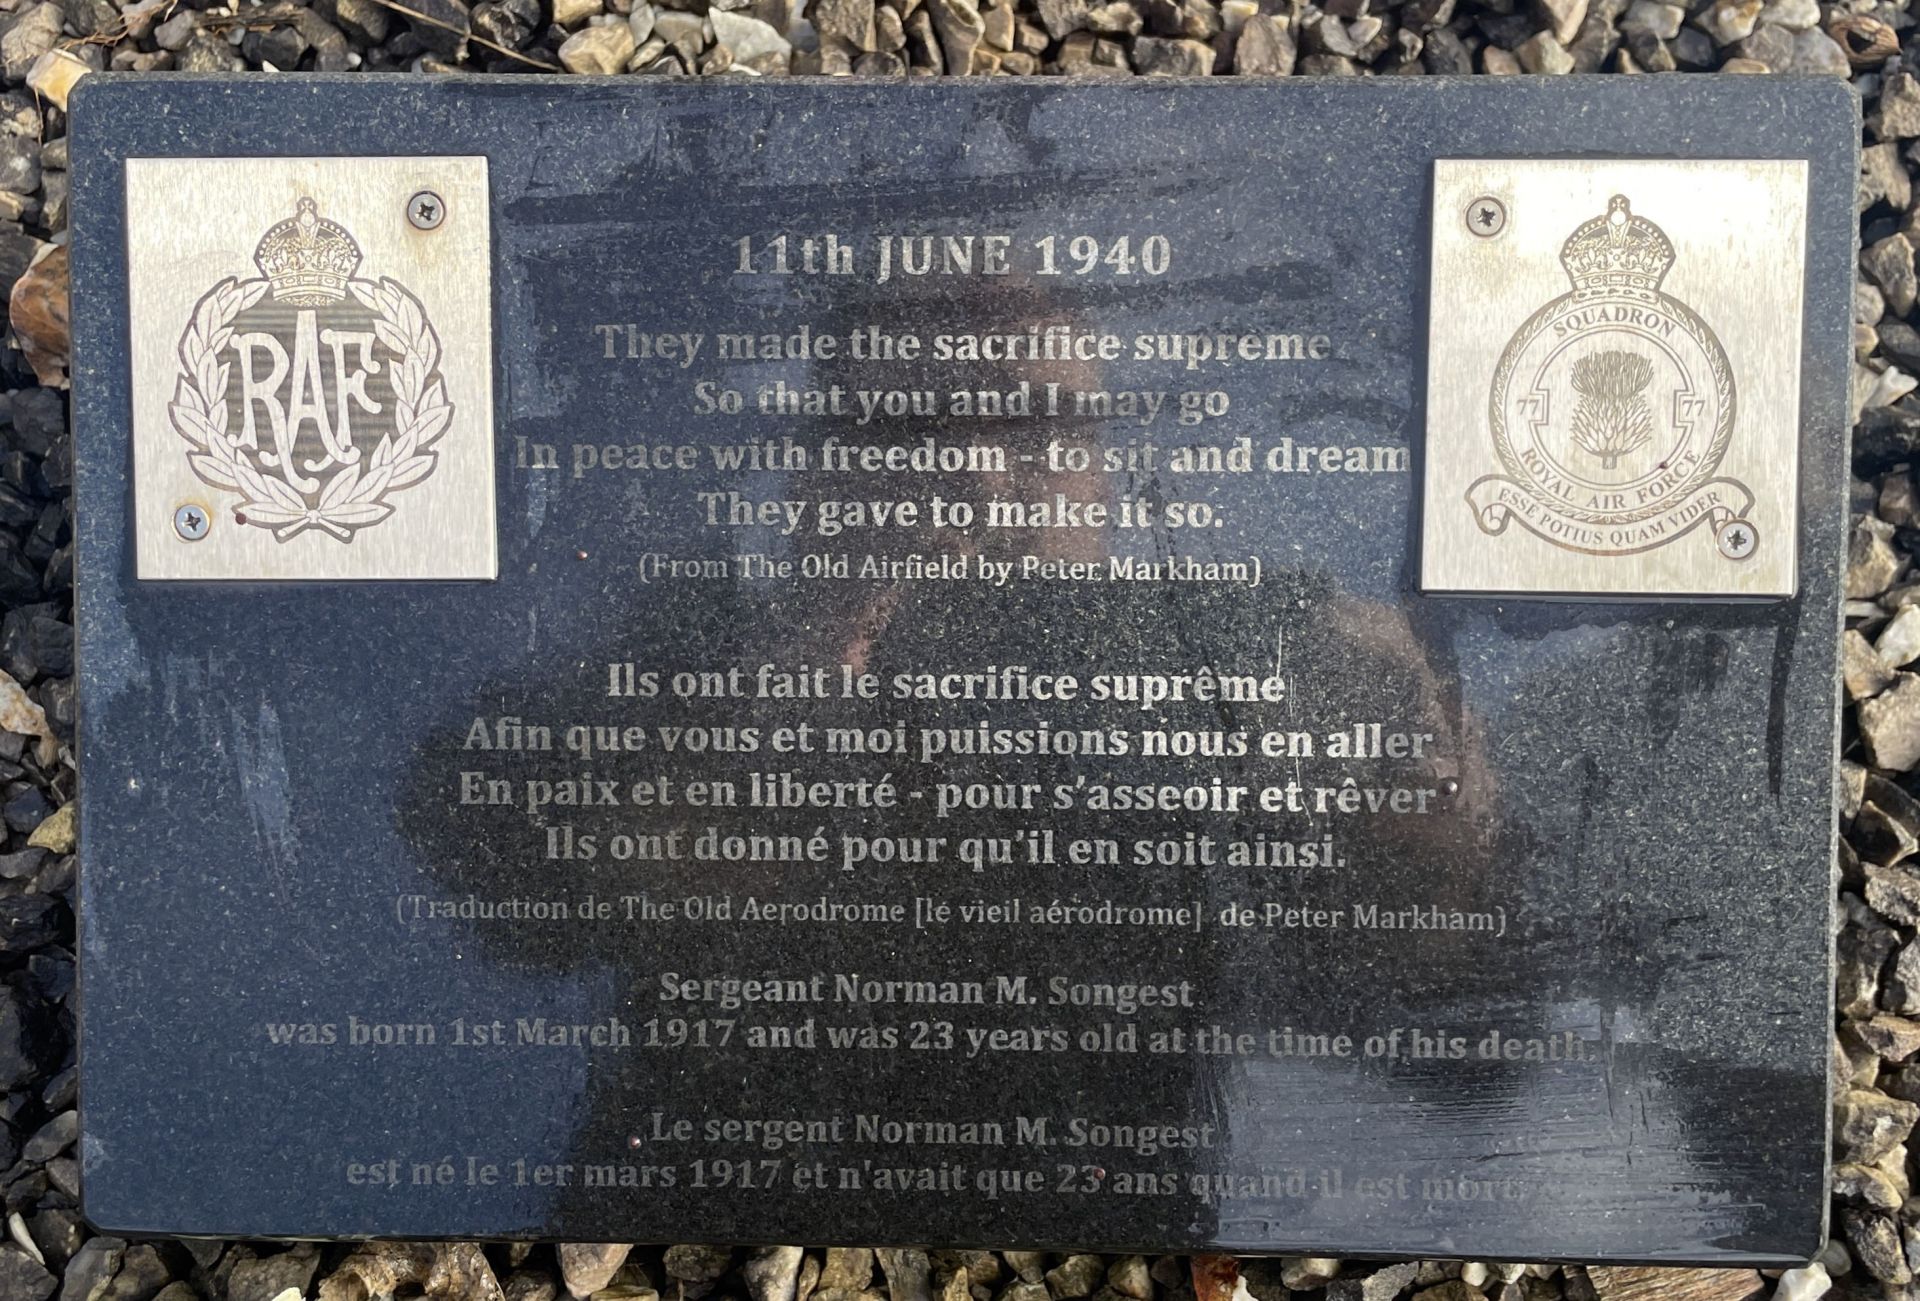 RAF
SQUADRON
77 77
ROYAL AIR FORCE
ESSE POTIUS QUAM VIDERI
11th JUNE 1940
They made the sacrifice supreme
So that you and I may go
In peace with freedom - to sit and dream
They gave to make it so.
(From The Old Airfield by Peter Markham)
Ils ont fait le sacrifice suprême
Afin que vous et moi puissions nous en aller
En paix et en liberté - pour s'asseoir et rêver
Ils ont donné pour qu'il en soit ainsi.
(Traduction de The Old Aerodrome [le vieil aérodrome] de Peter Markham)
Sergeant Norman M. Songest
was born 1st March 1917 and was 23 years old at the time of his death.
Le sergent Norman M. Songest
est né le 1er mars 1917 et n'avait que 23 ans quand il est mort.